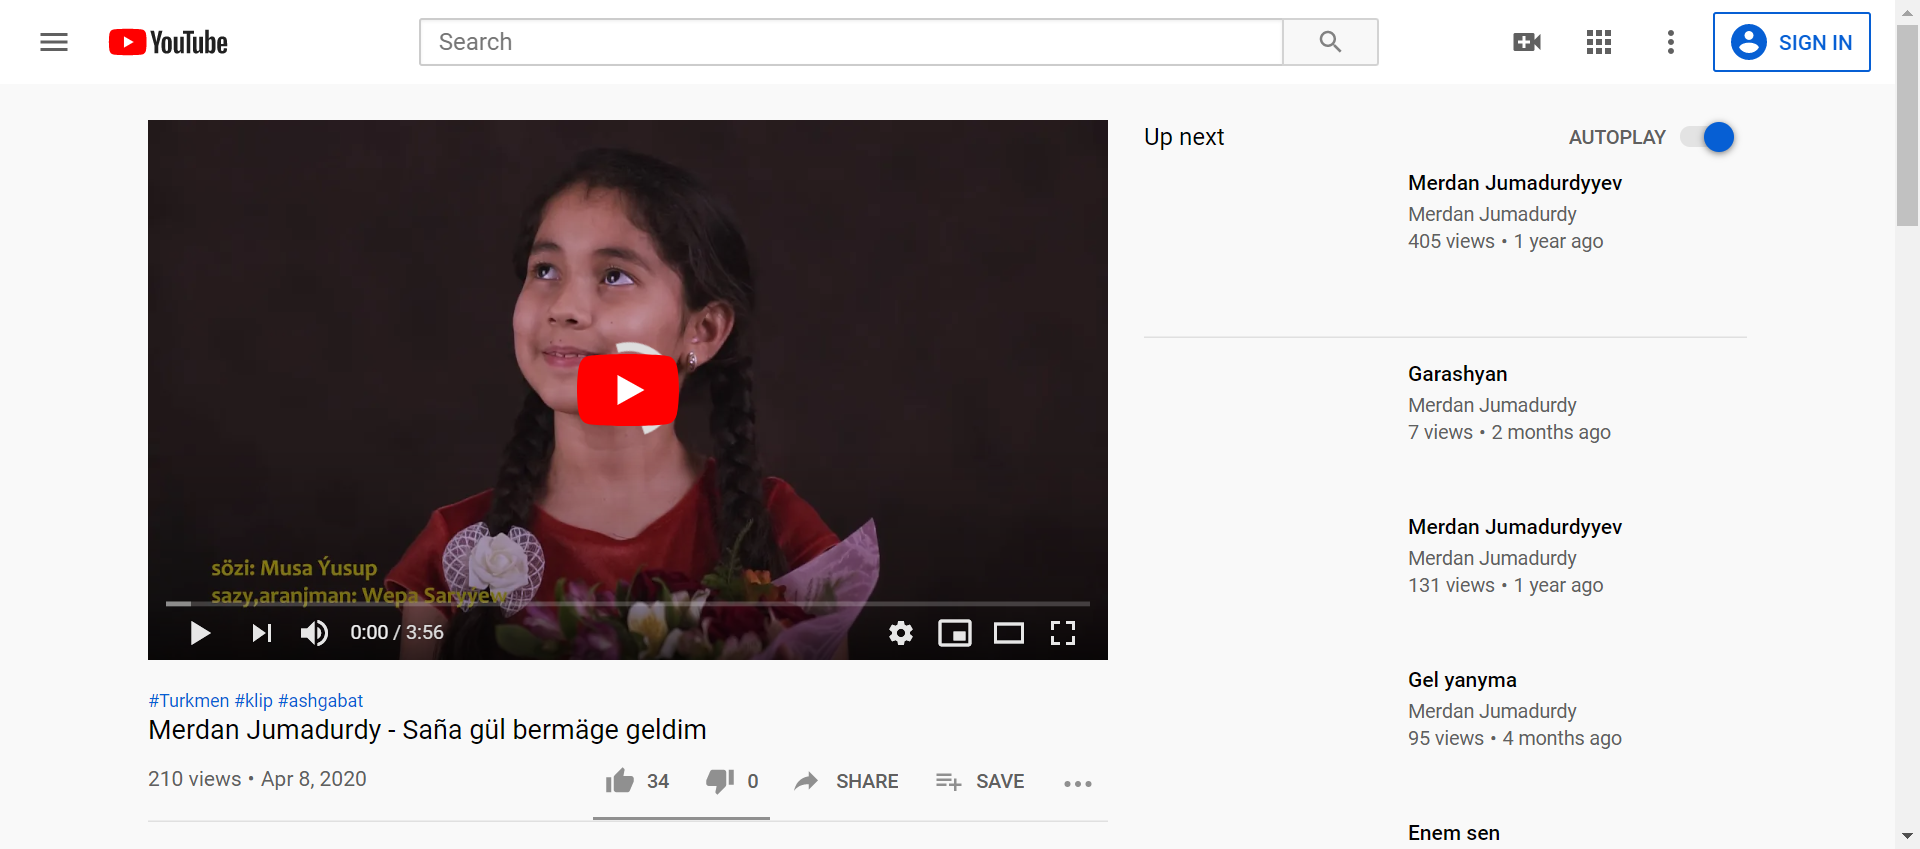 YouTube
Search
SIGN IN
sözi: Musa Ýusup
sazy,aranjman: Wepa Saryýew
0:00 / 3:56
#Turkmen #klip #ashgabat
Merdan Jumadurdy - Saña gül bermäge geldim
210 views • Apr 8, 2020
34
0
SHARE
SAVE
Up next
AUTOPLAY
Merdan Jumadurdyyev
Merdan Jumadurdy
405 views • 1 year ago
Garashyan
Merdan Jumadurdy
7 views • 2 months ago
Merdan Jumadurdyyev
Merdan Jumadurdy
131 views • 1 year ago
Gel yanyma
Merdan Jumadurdy
95 views • 4 months ago
Enem sen